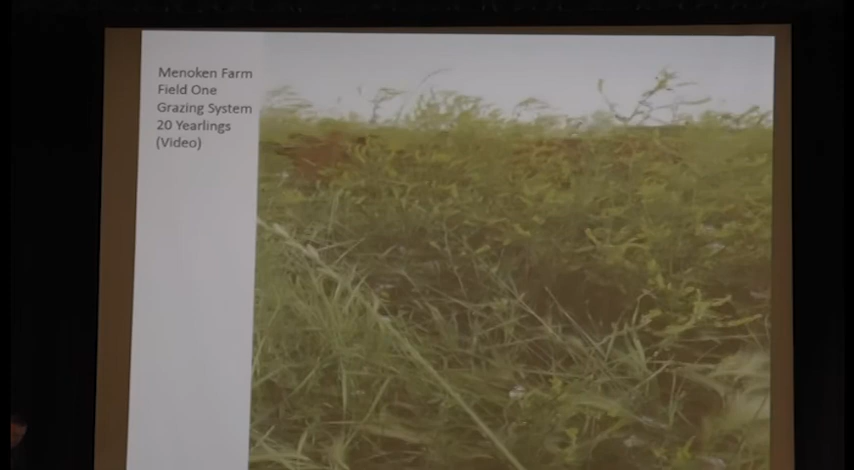 Menoken Farm
Field One
Grazing System
20 Yearlings
(Video)